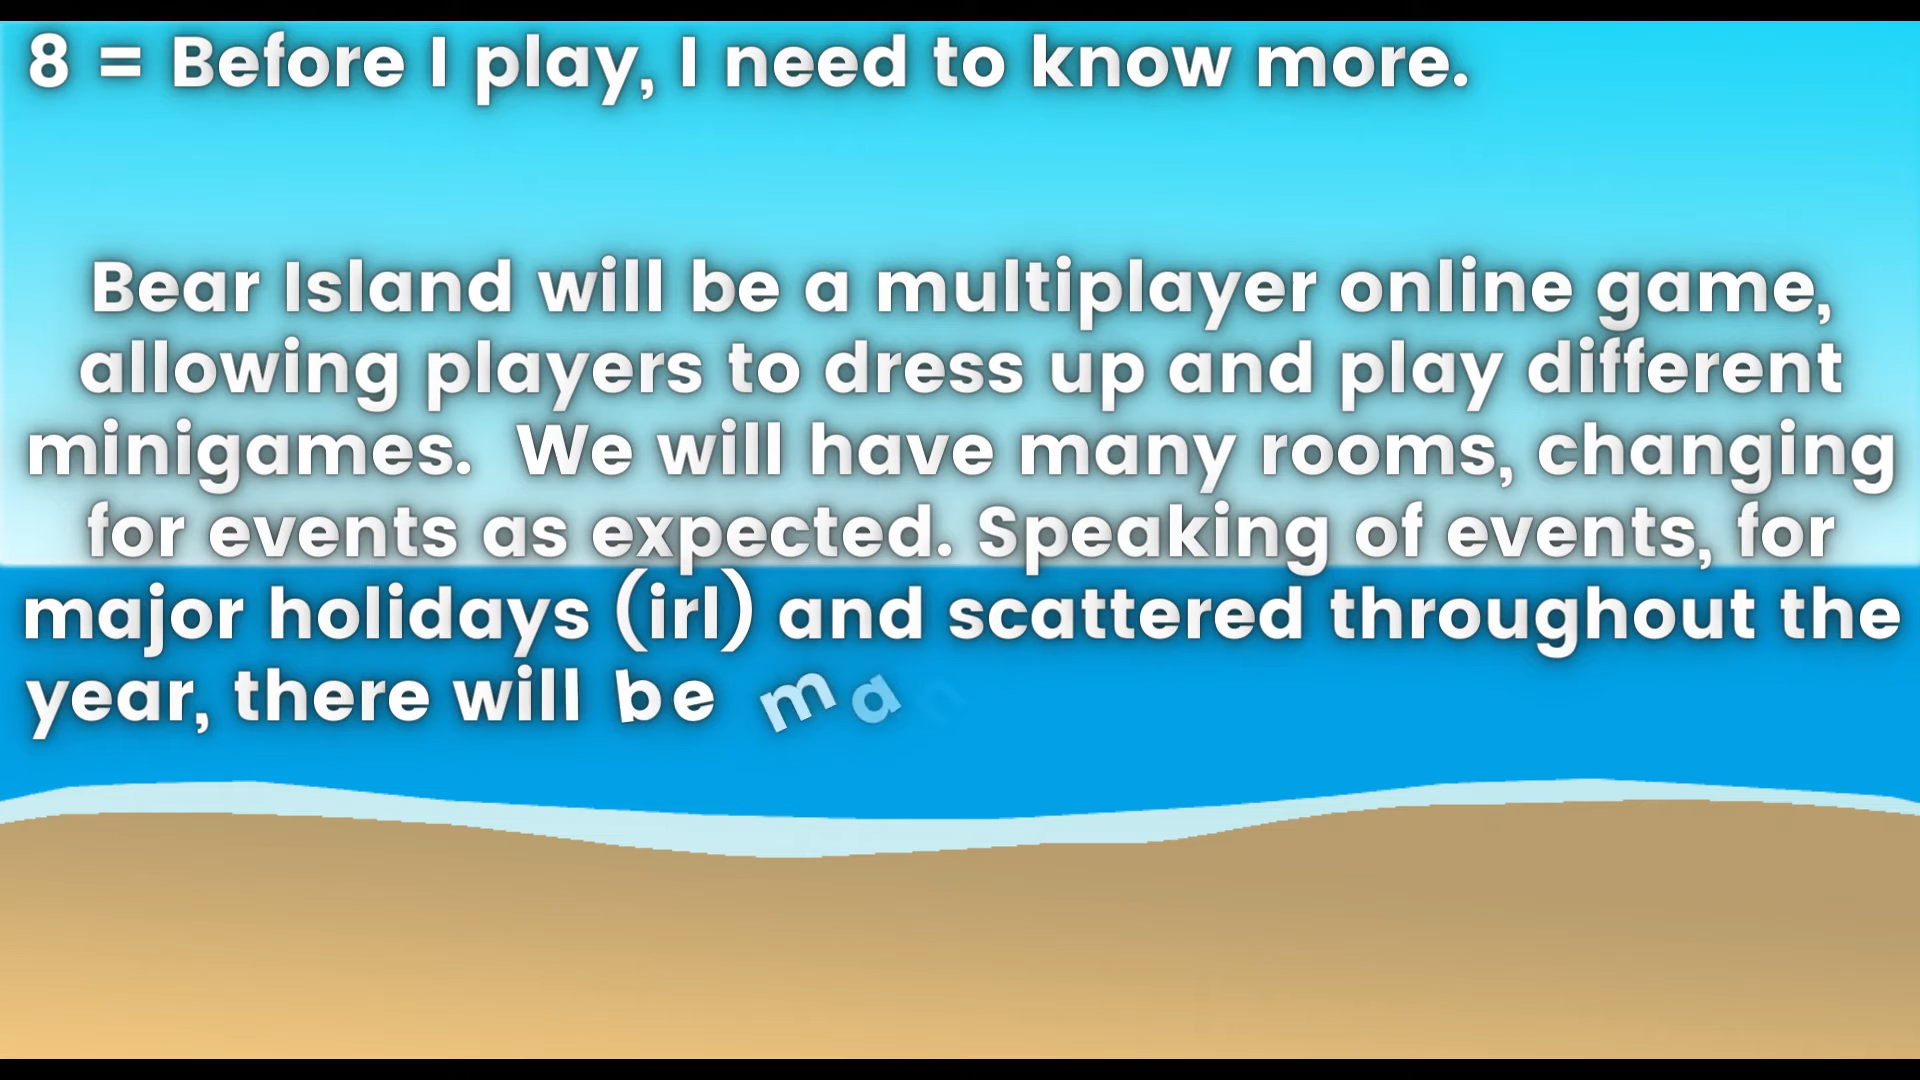 8 = Before I play, I need to know more.
Bear Island will be a multiplayer online game,
allowing players to dress up and play different
minigames. We will have many rooms, changing
for events as expected. Speaking of events, for
major holidays (irl) and scattered throughout the
year, there will be man